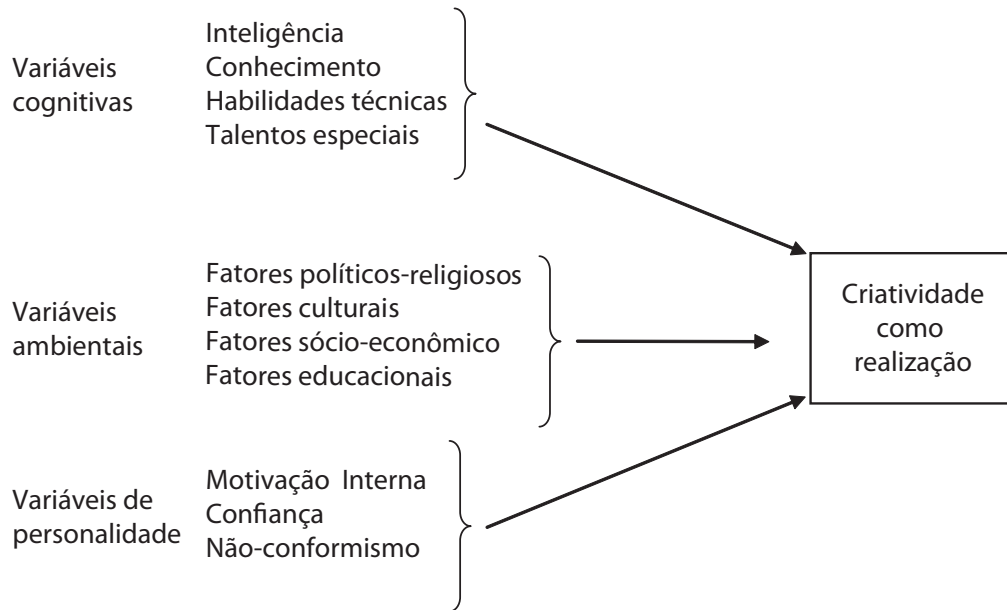 Variáveis
cognitivas
Inteligência
Conhecimento
Habilidades técnicas
Talentos especiais
Variáveis
ambientais
Fatores políticos-religiosos
Fatores culturais
Fatores sócio-econômico
Fatores educacionais
Variáveis de
personalidade
Motivação Interna
Confiança
Não-conformismo
Criatividade
como
realização